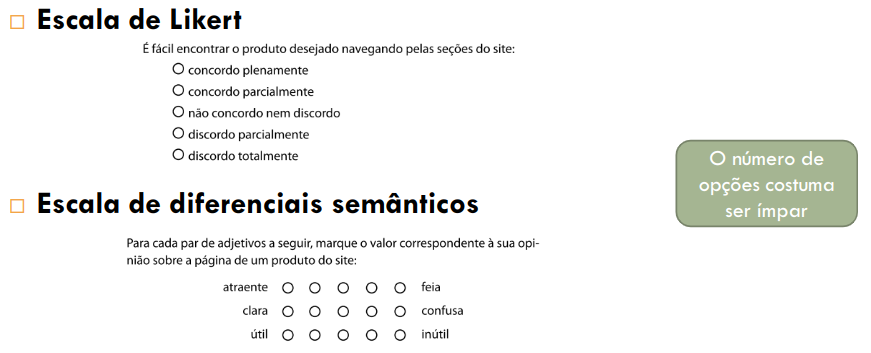 Escala de Likert
É fácil encontrar o produto desejado navegando pelas seções do site:
concordo plenamente
concordo parcialmente
não concordo nem discordo
discordo parcialmente
discordo totalmente
O número de
opções costuma
ser ímpar
Escala de diferenciais semânticos
Para cada par de adjetivos a seguir, marque o valor correspondente à sua opi-
nião sobre a página de um produto do site:
atraente feia
clara confusa
útil inútil